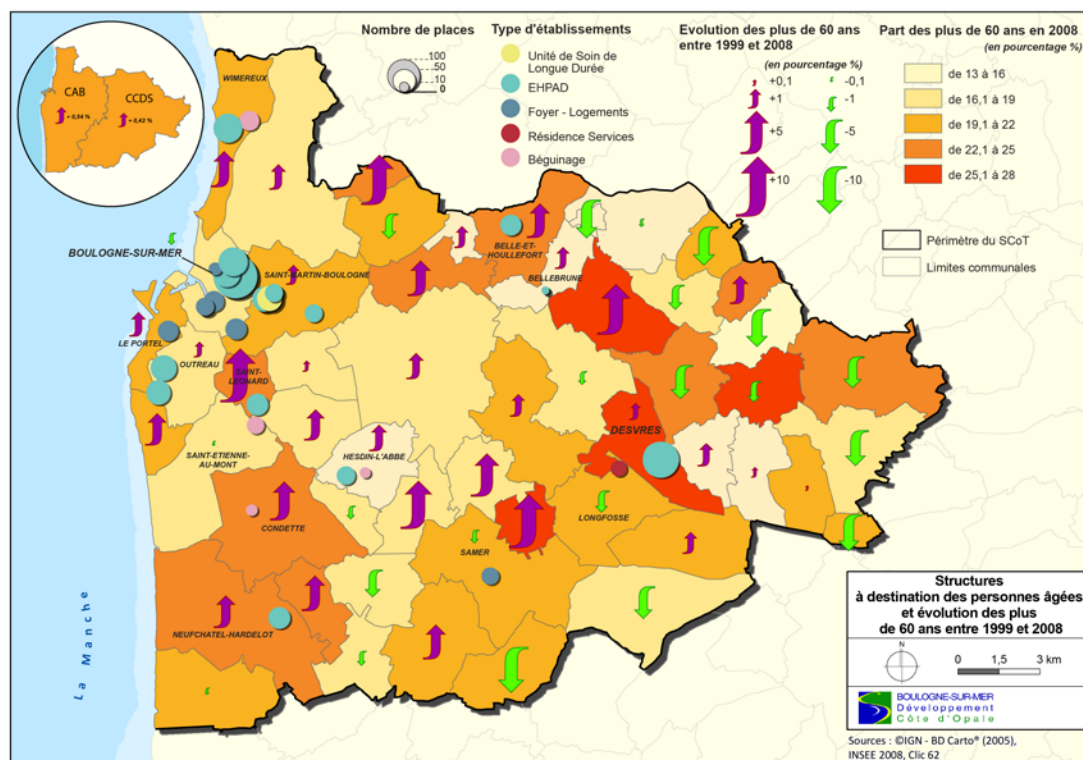 CAB
+ 0,54 %
CCDS
+ 0,42 %
Nombre de places
100
50
10
0
Type d'établissements
Unité de Soin de
Longue Durée
EHPAD
Foyer - Logements
Résidence Services
Béguinage
Evolution des plus de 60 ans
entre 1999 et 2008
(en pourcentage %)
+0,1
-0,1
+1
-1
+5
-5
+10
-10
Part des plus de 60 ans en 2008
(en pourcentage)
de 13 à 16
de 16,1 à 19
de 19,1 à 22
de 22,1 à 25
de 25,1 à 28
Périmètre du SCoT
Limites communales
WIMEREUX
BOULOGNE-SUR-MER
SAINT-MARTIN-BOULOGNE
BELLE-ET-
HOULLEFORT
BELLEBRUNE
LE PORTEL
OUTREAU
SAINT-
LEONARD
DESVRES
SAINT-ETIENNE-
AU-MONT
HESDIN-L'ABBE
CONDETTE
LONGFOSSE
SAMER
NEUFCHATEL-HARDELOT
La Manche
Structures
à destination des personnes âgées
et évolution des plus
de 60 ans entre 1999 et 2008
N
0 1,5 3 km
BOULOGNE-SUR-MER
Développement
Côte d'Opale
Sources : ©IGN - BD Carto® (2005),
INSEE 2008, Clic 62